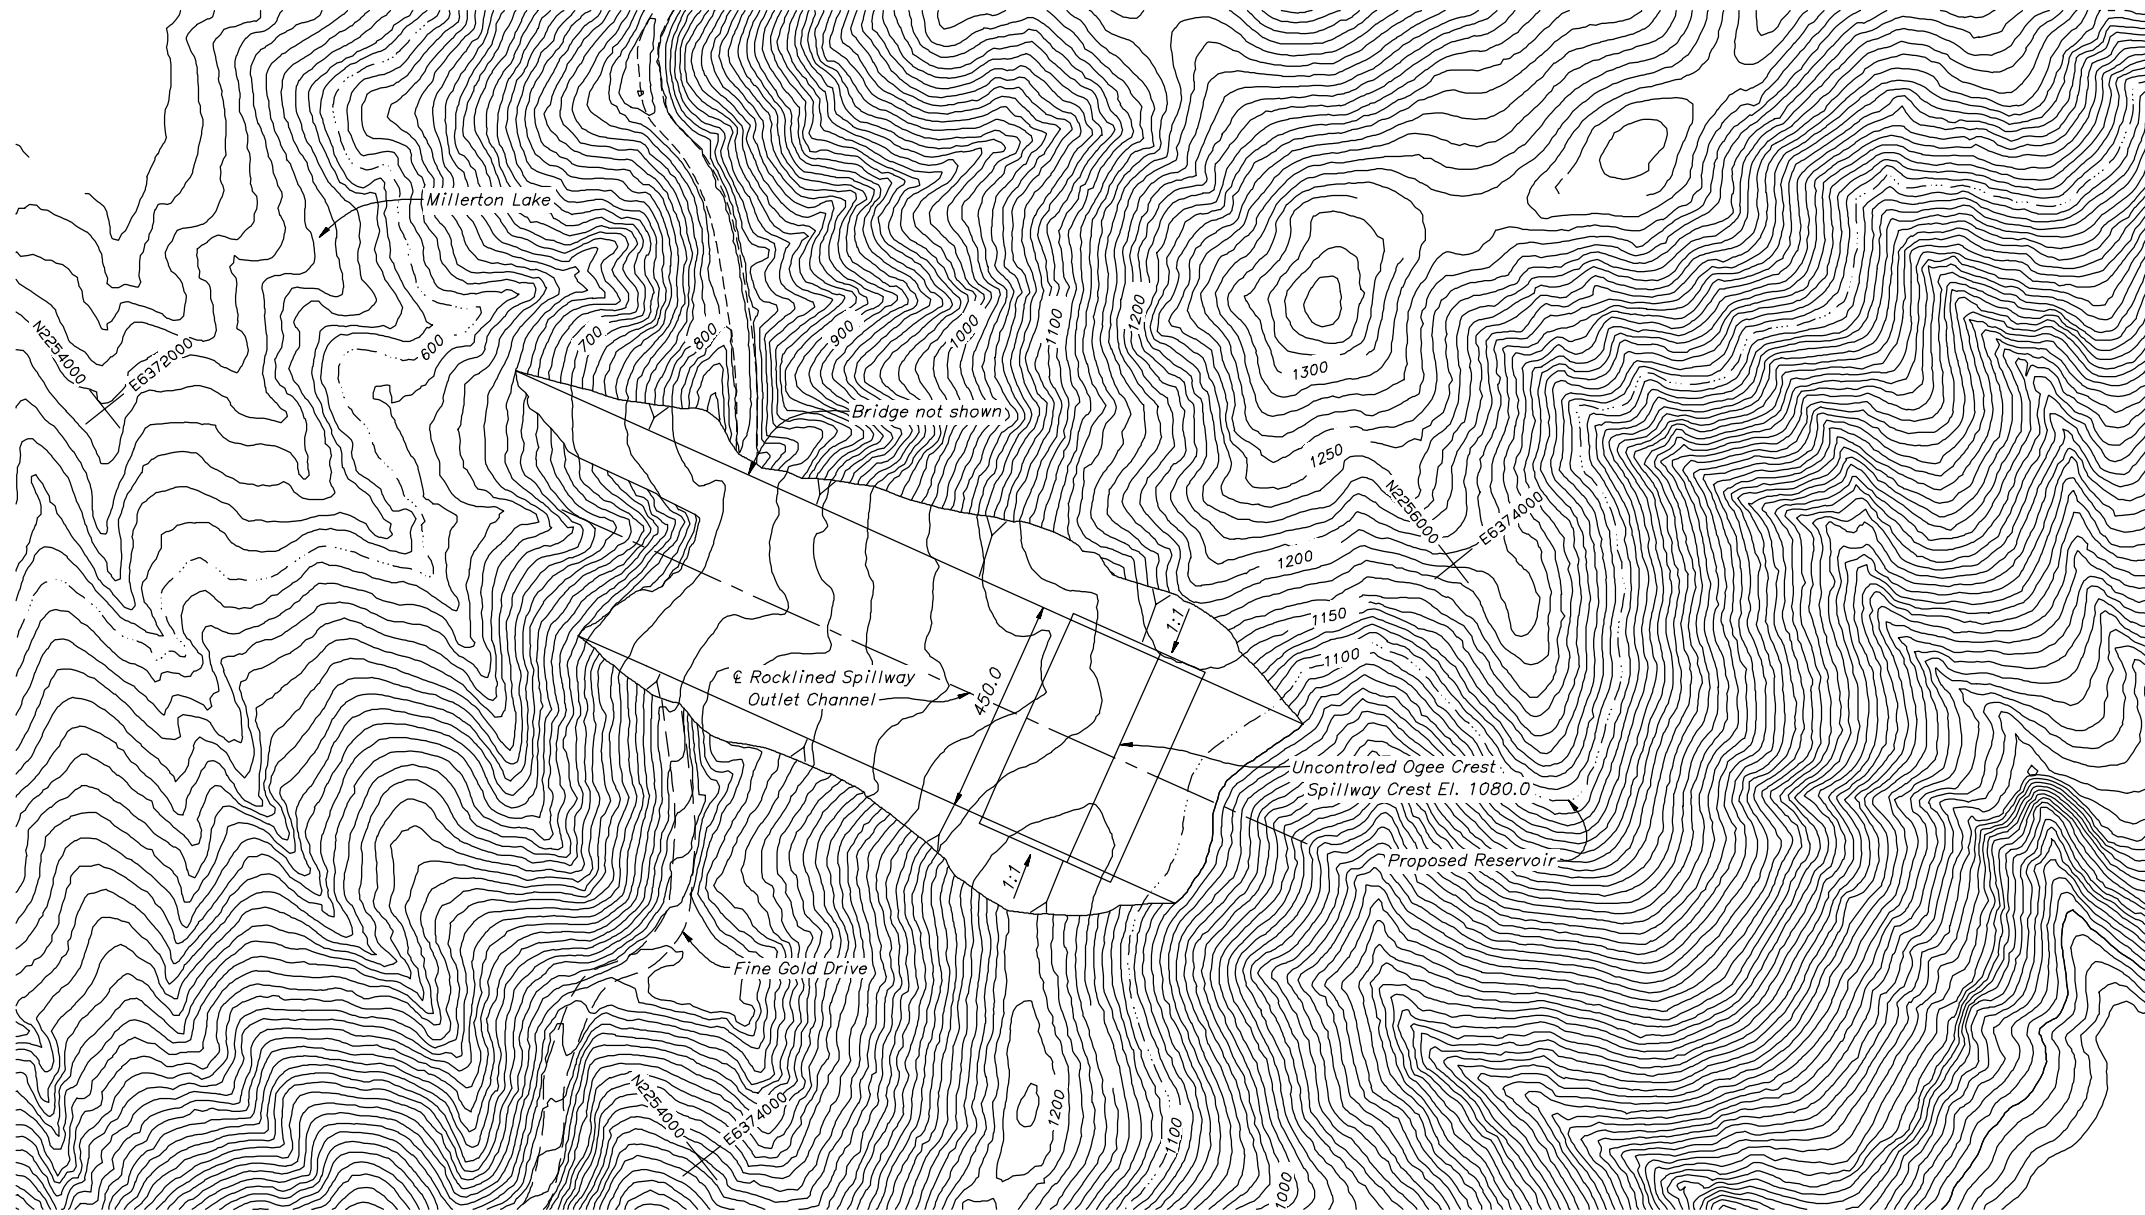 Millerton Lake
N2254000
E6372000
600
700
800
900
1000
1100
1200
1300
Bridge not shown
1250
N2256000
E6374000
1200
1150
1100
1:1
℄ Rocklined Spillway
Outlet Channel
450.0
Uncontroled Ogee Crest
Spillway Crest El. 1080.0
Proposed Reservoir
1:1
Fine Gold Drive
N2254000
E6374000
1200
1100
1000